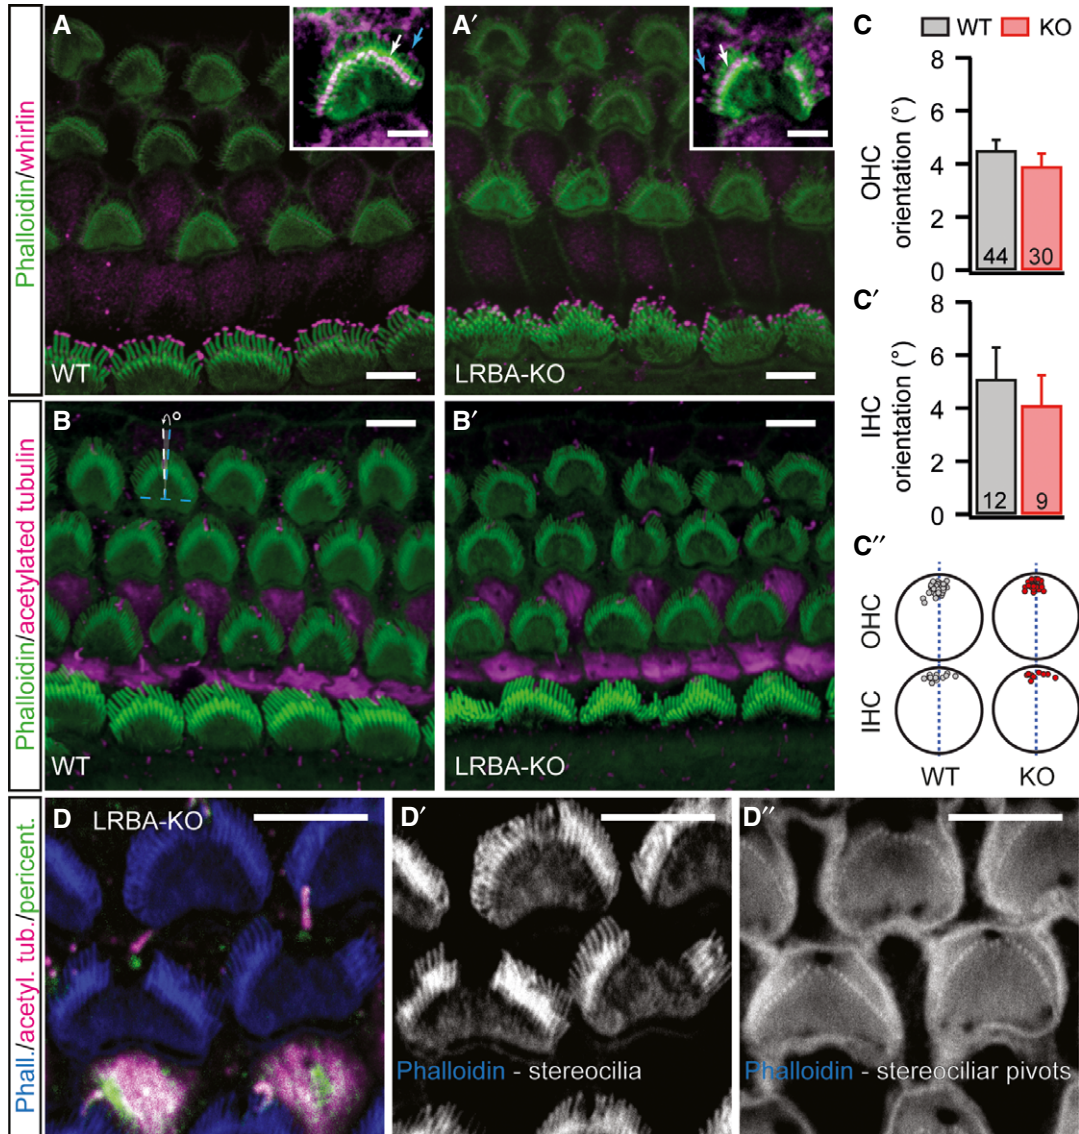 A
A′
C
WT KO
Phalloidin/whirlin
WT
LRBA-KO
8
6
4
2
0
OHC
orientation (°)
44 30
C′
8
6
4
2
0
IHC
orientation (°)
12 9
B
°
B′
Phalloidin/acetylated tubulin
WT
LRBA-KO
C″
OHC
IHC
WT KO
D LRBA-KO
D′
D″
Phall./acetyl. tub./pericent.
Phalloidin - stereocilia
Phalloidin - stereociliar pivots